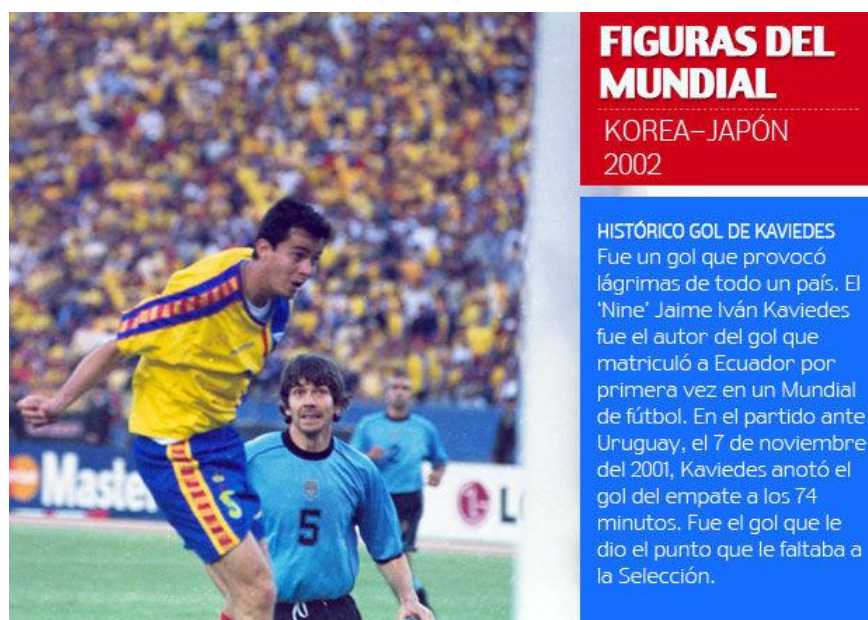 FIGURAS DEL
MUNDIAL
KOREA–JAPÓN
2002
HISTÓRICO GOL DE KAVIEDES
Fue un gol que provocó
lágrimas de todo un país. El
‘Nine’ Jaime Iván Kaviedes
fue el autor del gol que
matriculó a Ecuador por
primera vez en un Mundial
de fútbol. En el partido ante
Uruguay, el 7 de noviembre
del 2001, Kaviedes anotó el
gol del empate a los 74
minutos. Fue el gol que le
dio el punto que le faltaba a
la Selección.
Master
LG
5